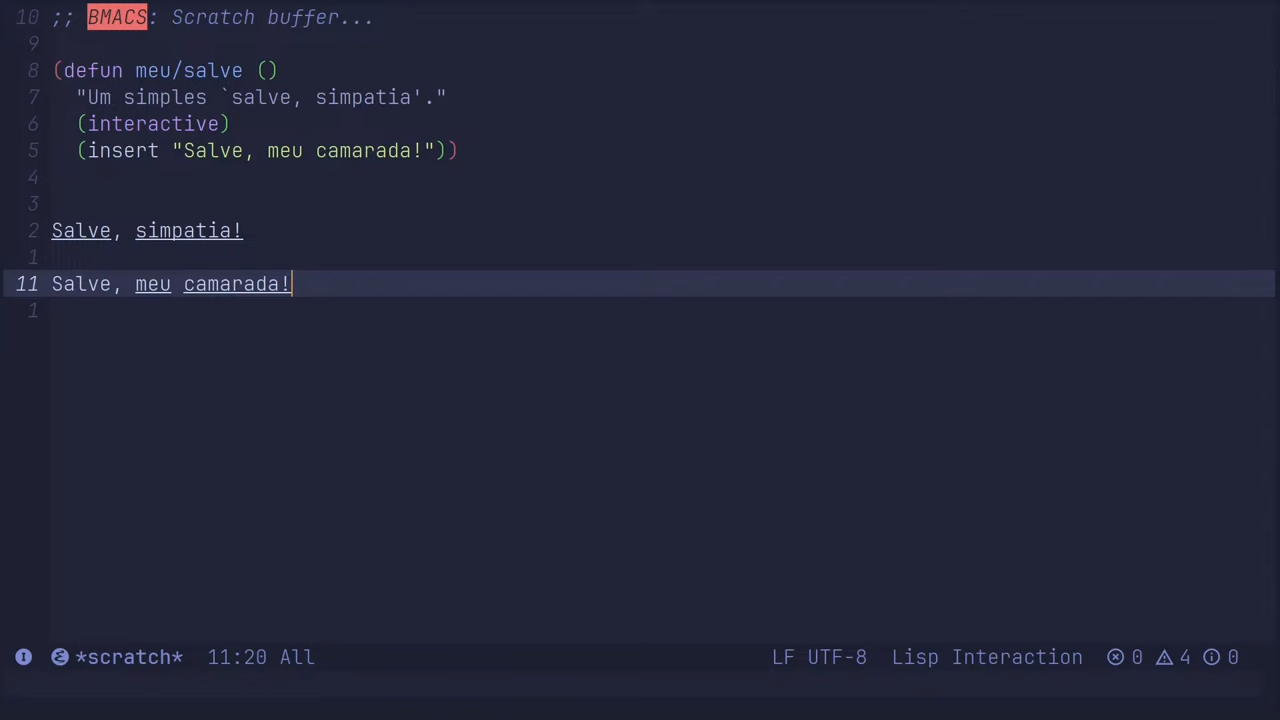 10 ;; BMACS: Scratch buffer...
9
8 (defun meu/salve ()
7 "Um simples `salve, simpatia'."
6 (interactive)
5 (insert "Salve, meu camarada!"))
4
3
2 Salve, simpatia!
1
11 Salve, meu camarada!
1
I *scratch* 11:20 All LF UTF-8 Lisp Interaction 0 4 0